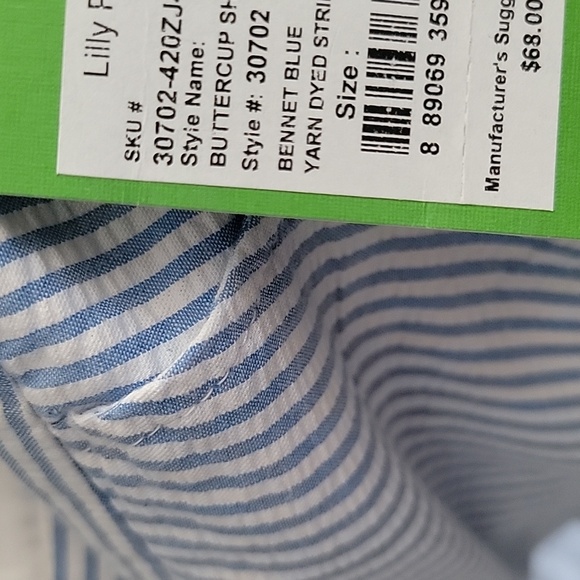 Lilly
SKU #
30702-420ZJ
Style Name:
BUTTERCUP
Style #: 30702
BENNET BLUE
YARN DYED
Size :
8 89069 359
Manufacturer's
$68.00